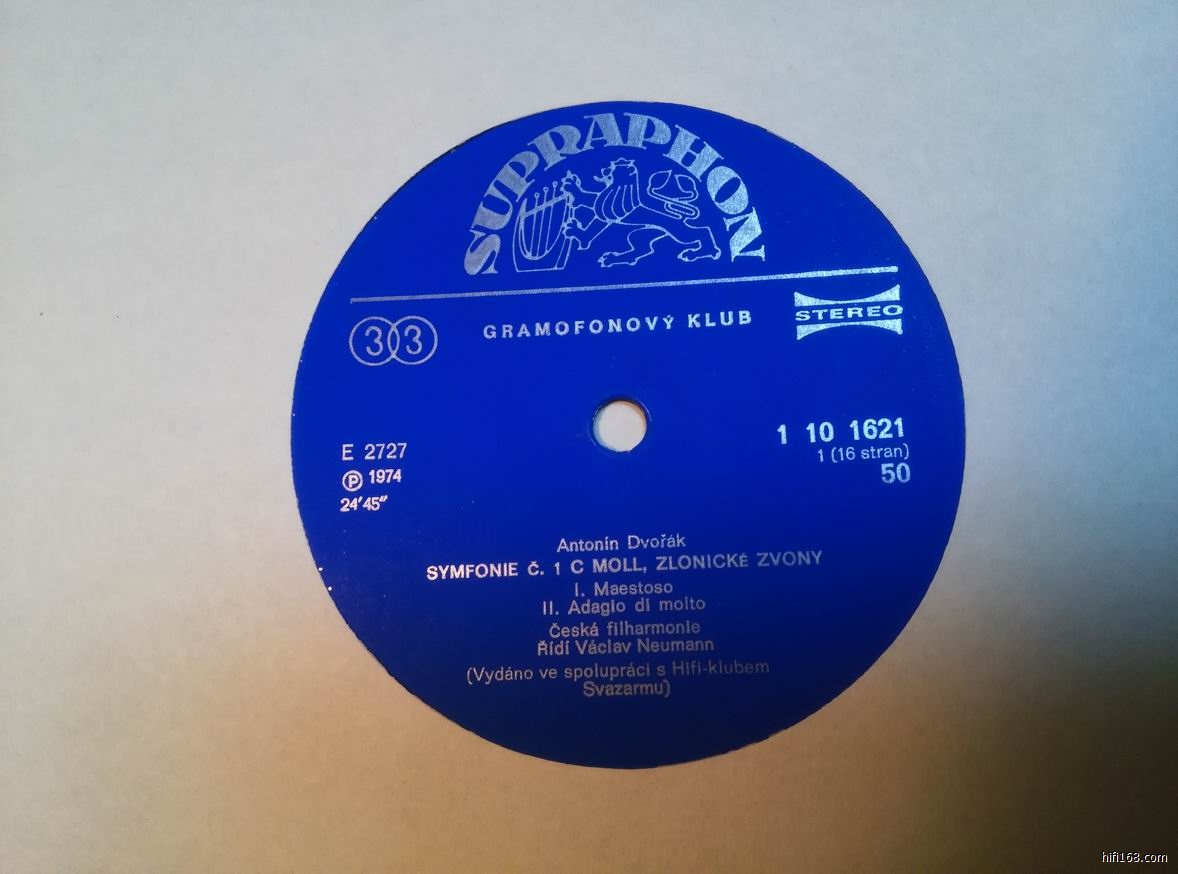 SUPRAPHON
33
GRAMOFONOVÝ KLUB
STEREO
1 10 1621
1 (16 stran)
50
E 2727
Ⓟ 1974
24'45"
Antonín Dvořák
SYMFONIE Č. 1 C MOLL, ZLONICKÉ ZVONY
I. Maestoso
II. Adagio di molto
Česká filharmonie
Řídí Václav Neumann
(Vydáno ve spolupráci s Hifi-klubem
Svazarmu)
hifi168.com